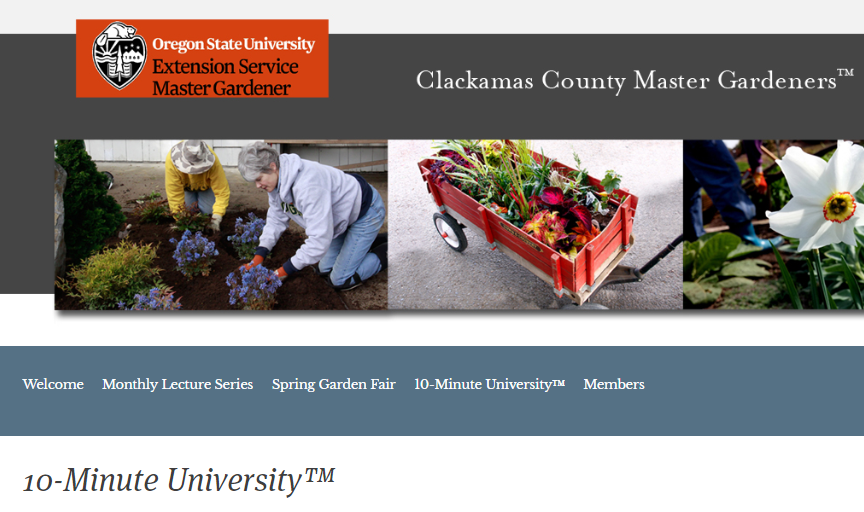 Oregon State University
Extension Service
Master Gardener
Clackamas County Master Gardeners™
Welcome Monthly Lecture Series Spring Garden Fair 10-Minute University™ Members
10-Minute University™